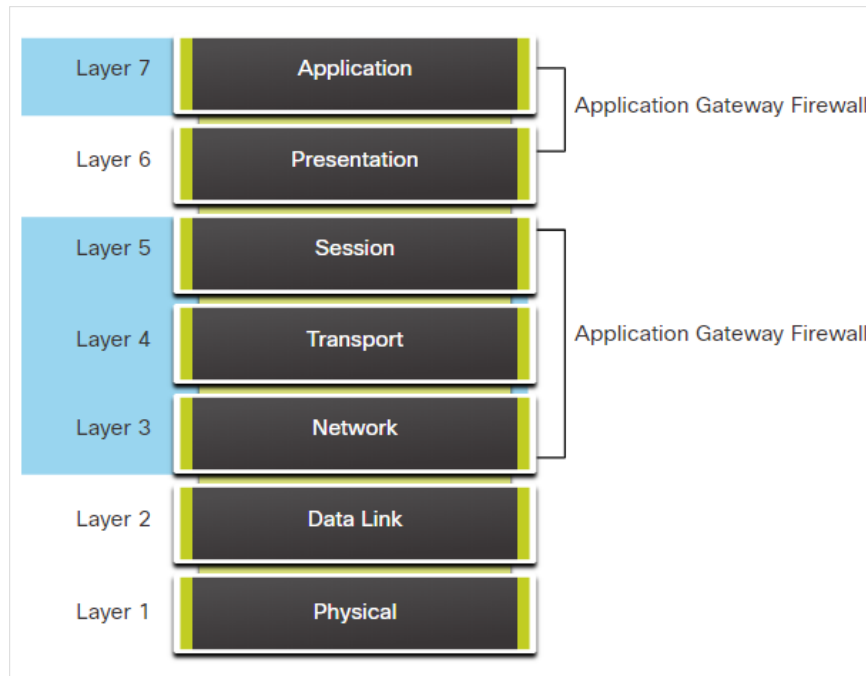 Layer 7 Application
Application Gateway Firewall
Layer 6 Presentation
Layer 5 Session
Layer 4 Transport
Application Gateway Firewall
Layer 3 Network
Layer 2 Data Link
Layer 1 Physical